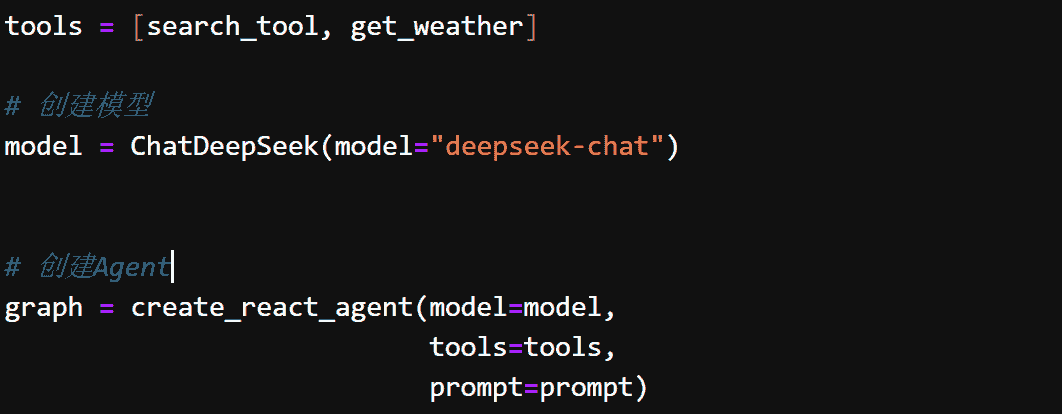 tools = [search_tool, get_weather]
# 创建模型
model = ChatDeepSeek(model="deepseek-chat")
# 创建Agent
graph = create_react_agent(model=model,
tools=tools,
prompt=prompt)